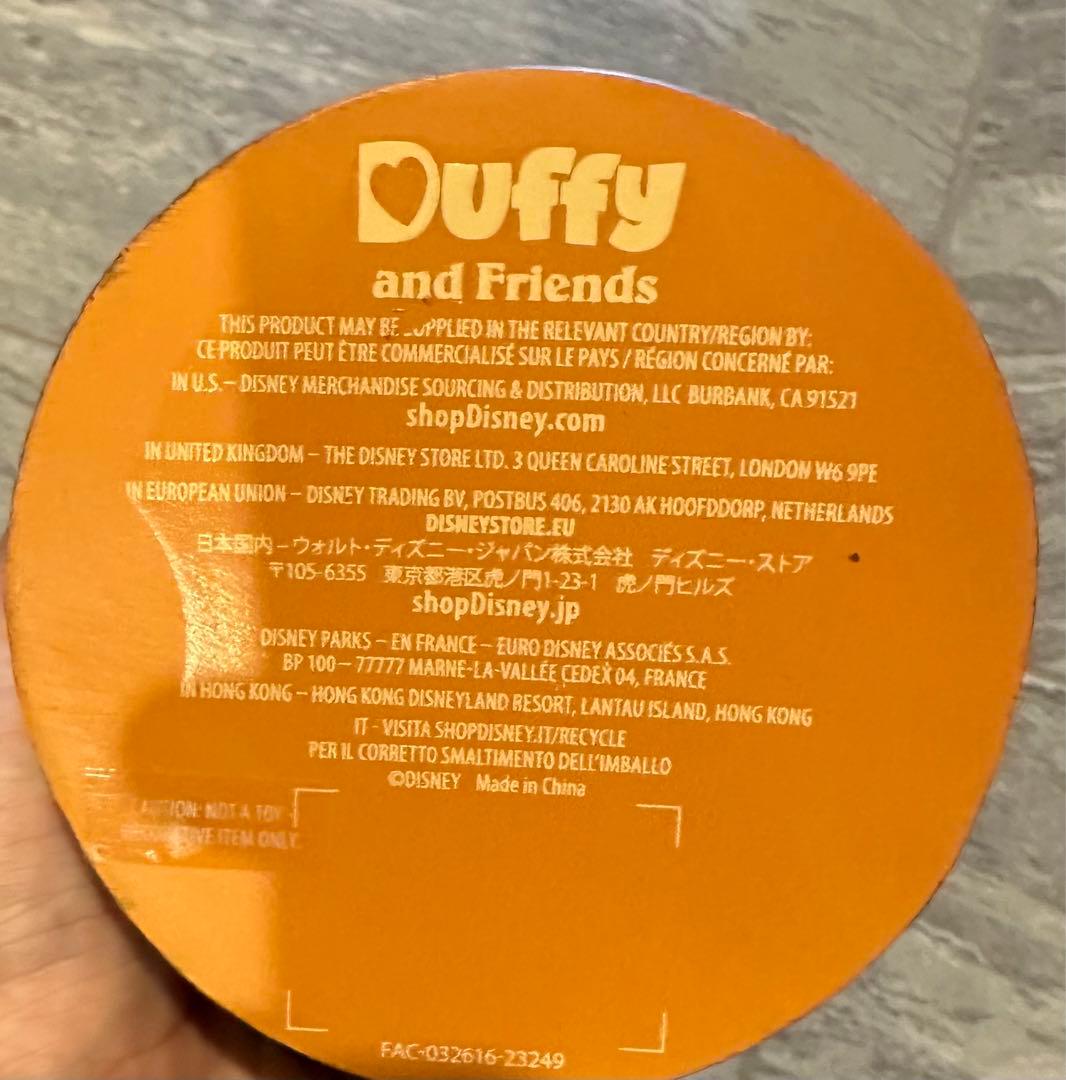 Duffy
and Friends
THIS PRODUCT MAY BE SUPPLIED IN THE RELEVANT COUNTRY/REGION BY:
CE PRODUIT PEUT ÊTRE COMMERCIALISÉ SUR LE PAYS / RÉGION CONCERNÉ PAR:
IN U.S. – DISNEY MERCHANDISE SOURCING & DISTRIBUTION, LLC BURBANK, CA 91521
shopDisney.com
IN UNITED KINGDOM – THE DISNEY STORE LTD. 3 QUEEN CAROLINE STREET, LONDON W6 9PE
IN EUROPEAN UNION – DISNEY TRADING BV, POSTBUS 406, 2130 AK HOOFDDORP, NETHERLANDS
DISNEYSTORE.EU
日本国内 – ウォルト・ディズニー・ジャパン株式会社 ディズニー・ストア
〒105-6355 東京都港区虎ノ門1-23-1 虎ノ門ヒルズ
shopDisney.jp
DISNEY PARKS – EN FRANCE – EURO DISNEY ASSOCIÉS S.A.S.
BP 100 – 77777 MARNE-LA-VALLÉE CEDEX 04, FRANCE
IN HONG KONG – HONG KONG DISNEYLAND RESORT, LANTAU ISLAND, HONG KONG
IT - VISITA SHOPDISNEY.IT/RECYCLE
PER IL CORRETTO SMALTIMENTO DELL'IMBALLO
©DISNEY Made in China
CAUTION: NOT A TOY -
ITEM ONLY.
FAC-032616-23249